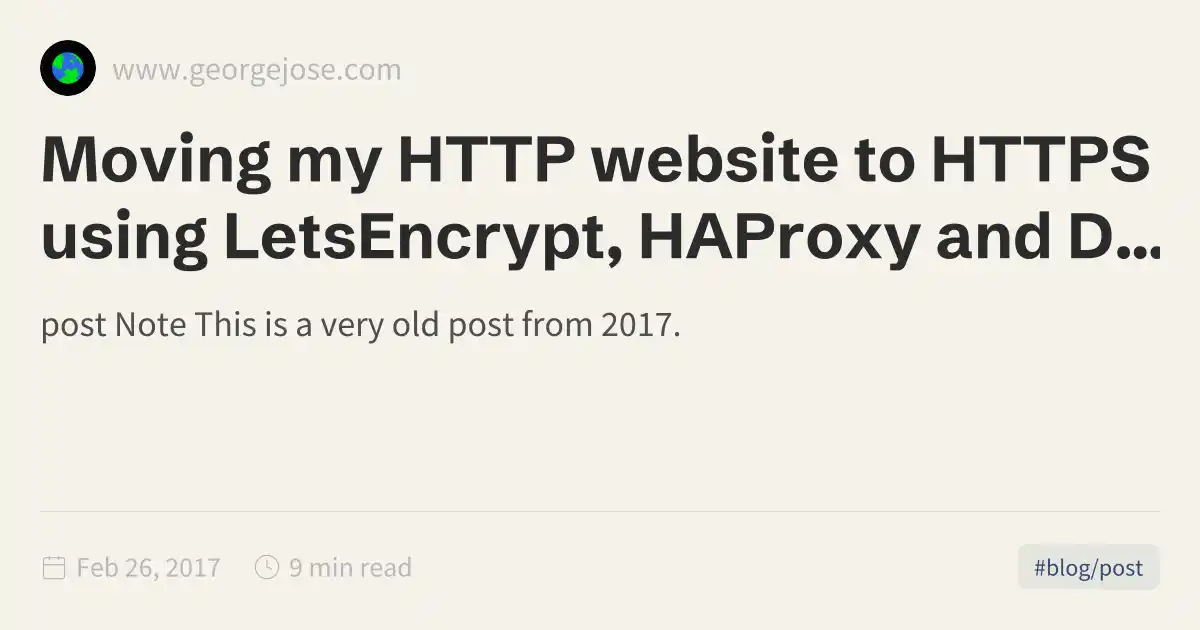 www.georgejose.com
Moving my HTTP website to HTTPS
using LetsEncrypt, HAProxy and D...
post Note This is a very old post from 2017.
Feb 26, 2017 9 min read #blog/post